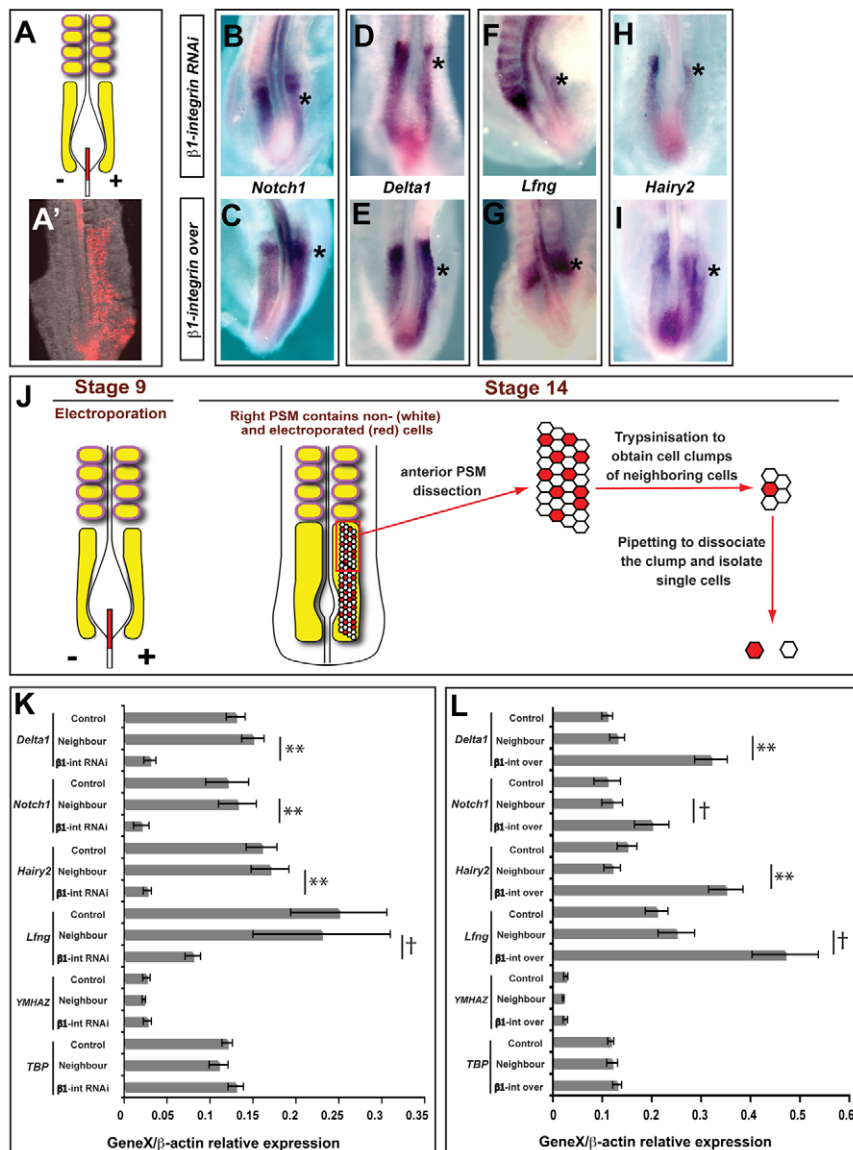 A
B
D
F
H
β1-integrin RNAi
*
*
*
*
- +
Notch1
Delta1
Lfng
Hairy2
A'
C
E
G
I
β1-integrin over
*
*
*
*
J
Stage 9
Electroporation
- +
Stage 14
Right PSM contains non- (white)
and electroporated (red) cells
anterior PSM
dissection
Trypsinisation to
obtain cell clumps
of neighboring cells
Pipetting to dissociate
the clump and isolate
single cells
K
Delta1
Control
Neighbour
β1-int RNAi
**
Notch1
Control
Neighbour
β1-int RNAi
**
Hairy2
Control
Neighbour
β1-int RNAi
**
Lfng
Control
Neighbour
β1-int RNAi
†
YMHAZ
Control
Neighbour
β1-int RNAi
TBP
Control
Neighbour
β1-int RNAi
0 0.05 0.1 0.15 0.2 0.25 0.3 0.35
GeneX/β-actin relative expression
L
Delta1
Control
Neighbour
β1-int over
**
Notch1
Control
Neighbour
β1-int over
†
Hairy2
Control
Neighbour
β1-int over
**
Lfng
Control
Neighbour
β1-int over
†
YMHAZ
Control
Neighbour
β1-int over
TBP
Control
Neighbour
β1-int over
0 0.1 0.2 0.3 0.4 0.5 0.6
GeneX/β-actin relative expression